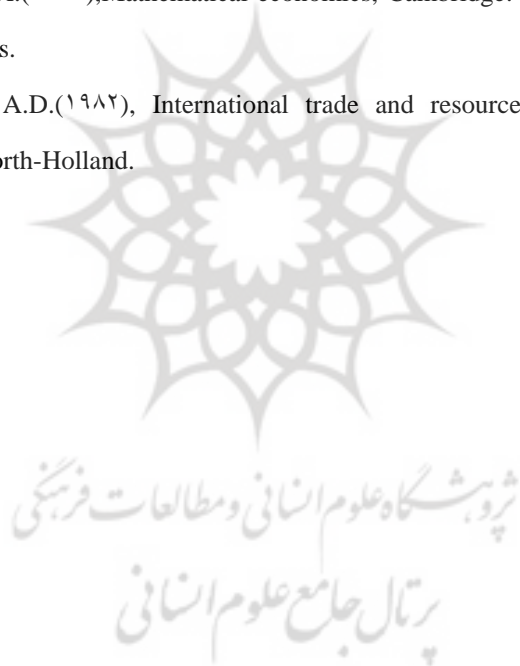 ),Mathematical economics, Cambridge.
s.
A.D.(۱۹۸۲), International trade and resource
orth-Holland.
پژوهشگاه علوم انسانی و مطالعات فرهنگی
پرتال جامع علوم انسانی